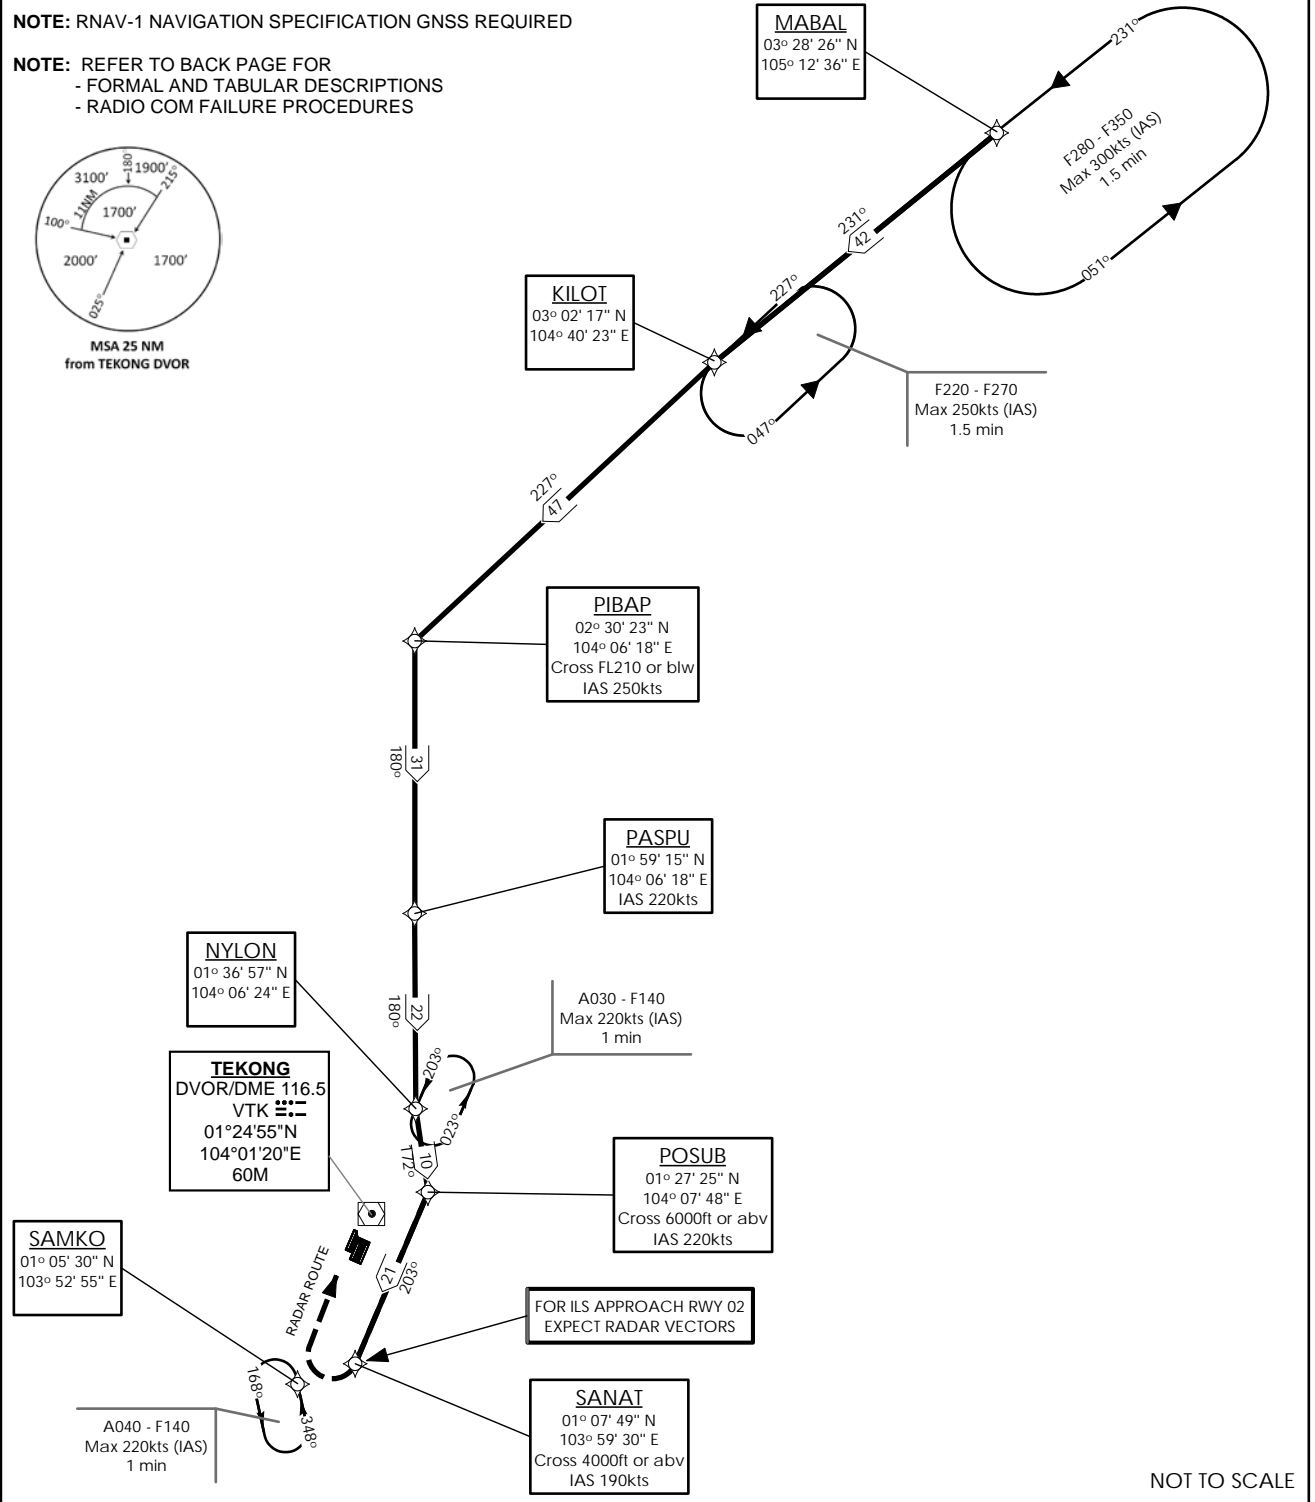 NOTE: RNAV-1 NAVIGATION SPECIFICATION GNSS REQUIRED
NOTE: REFER TO BACK PAGE FOR
- FORMAL AND TABULAR DESCRIPTIONS
- RADIO COM FAILURE PROCEDURES
3100'
180°
1900'
215°
11NM
1700'
100°
2000'
1700'
025°
MSA 25 NM
from TEKONG DVOR
MABAL
03° 28' 26" N
105° 12' 36" E
231°
F280 - F350
Max 300kts (IAS)
1.5 min
051°
231°
42
KILOT
03° 02' 17" N
104° 40' 23" E
227°
047°
F220 - F270
Max 250kts (IAS)
1.5 min
227°
47
PIBAP
02° 30' 23" N
104° 06' 18" E
Cross FL210 or blw
IAS 250kts
31
180°
PASPU
01° 59' 15" N
104° 06' 18" E
IAS 220kts
NYLON
01° 36' 57" N
104° 06' 24" E
22
180°
A030 - F140
Max 220kts (IAS)
1 min
203°
023°
TEKONG
DVOR/DME 116.5
VTK
01°24'55"N
104°01'20"E
60M
10
172°
POSUB
01° 27' 25" N
104° 07' 48" E
Cross 6000ft or abv
IAS 220kts
SAMKO
01° 05' 30" N
103° 52' 55" E
RADAR ROUTE
21
203°
FOR ILS APPROACH RWY 02
EXPECT RADAR VECTORS
168°
348°
A040 - F140
Max 220kts (IAS)
1 min
SANAT
01° 07' 49" N
103° 59' 30" E
Cross 4000ft or abv
IAS 190kts
NOT TO SCALE